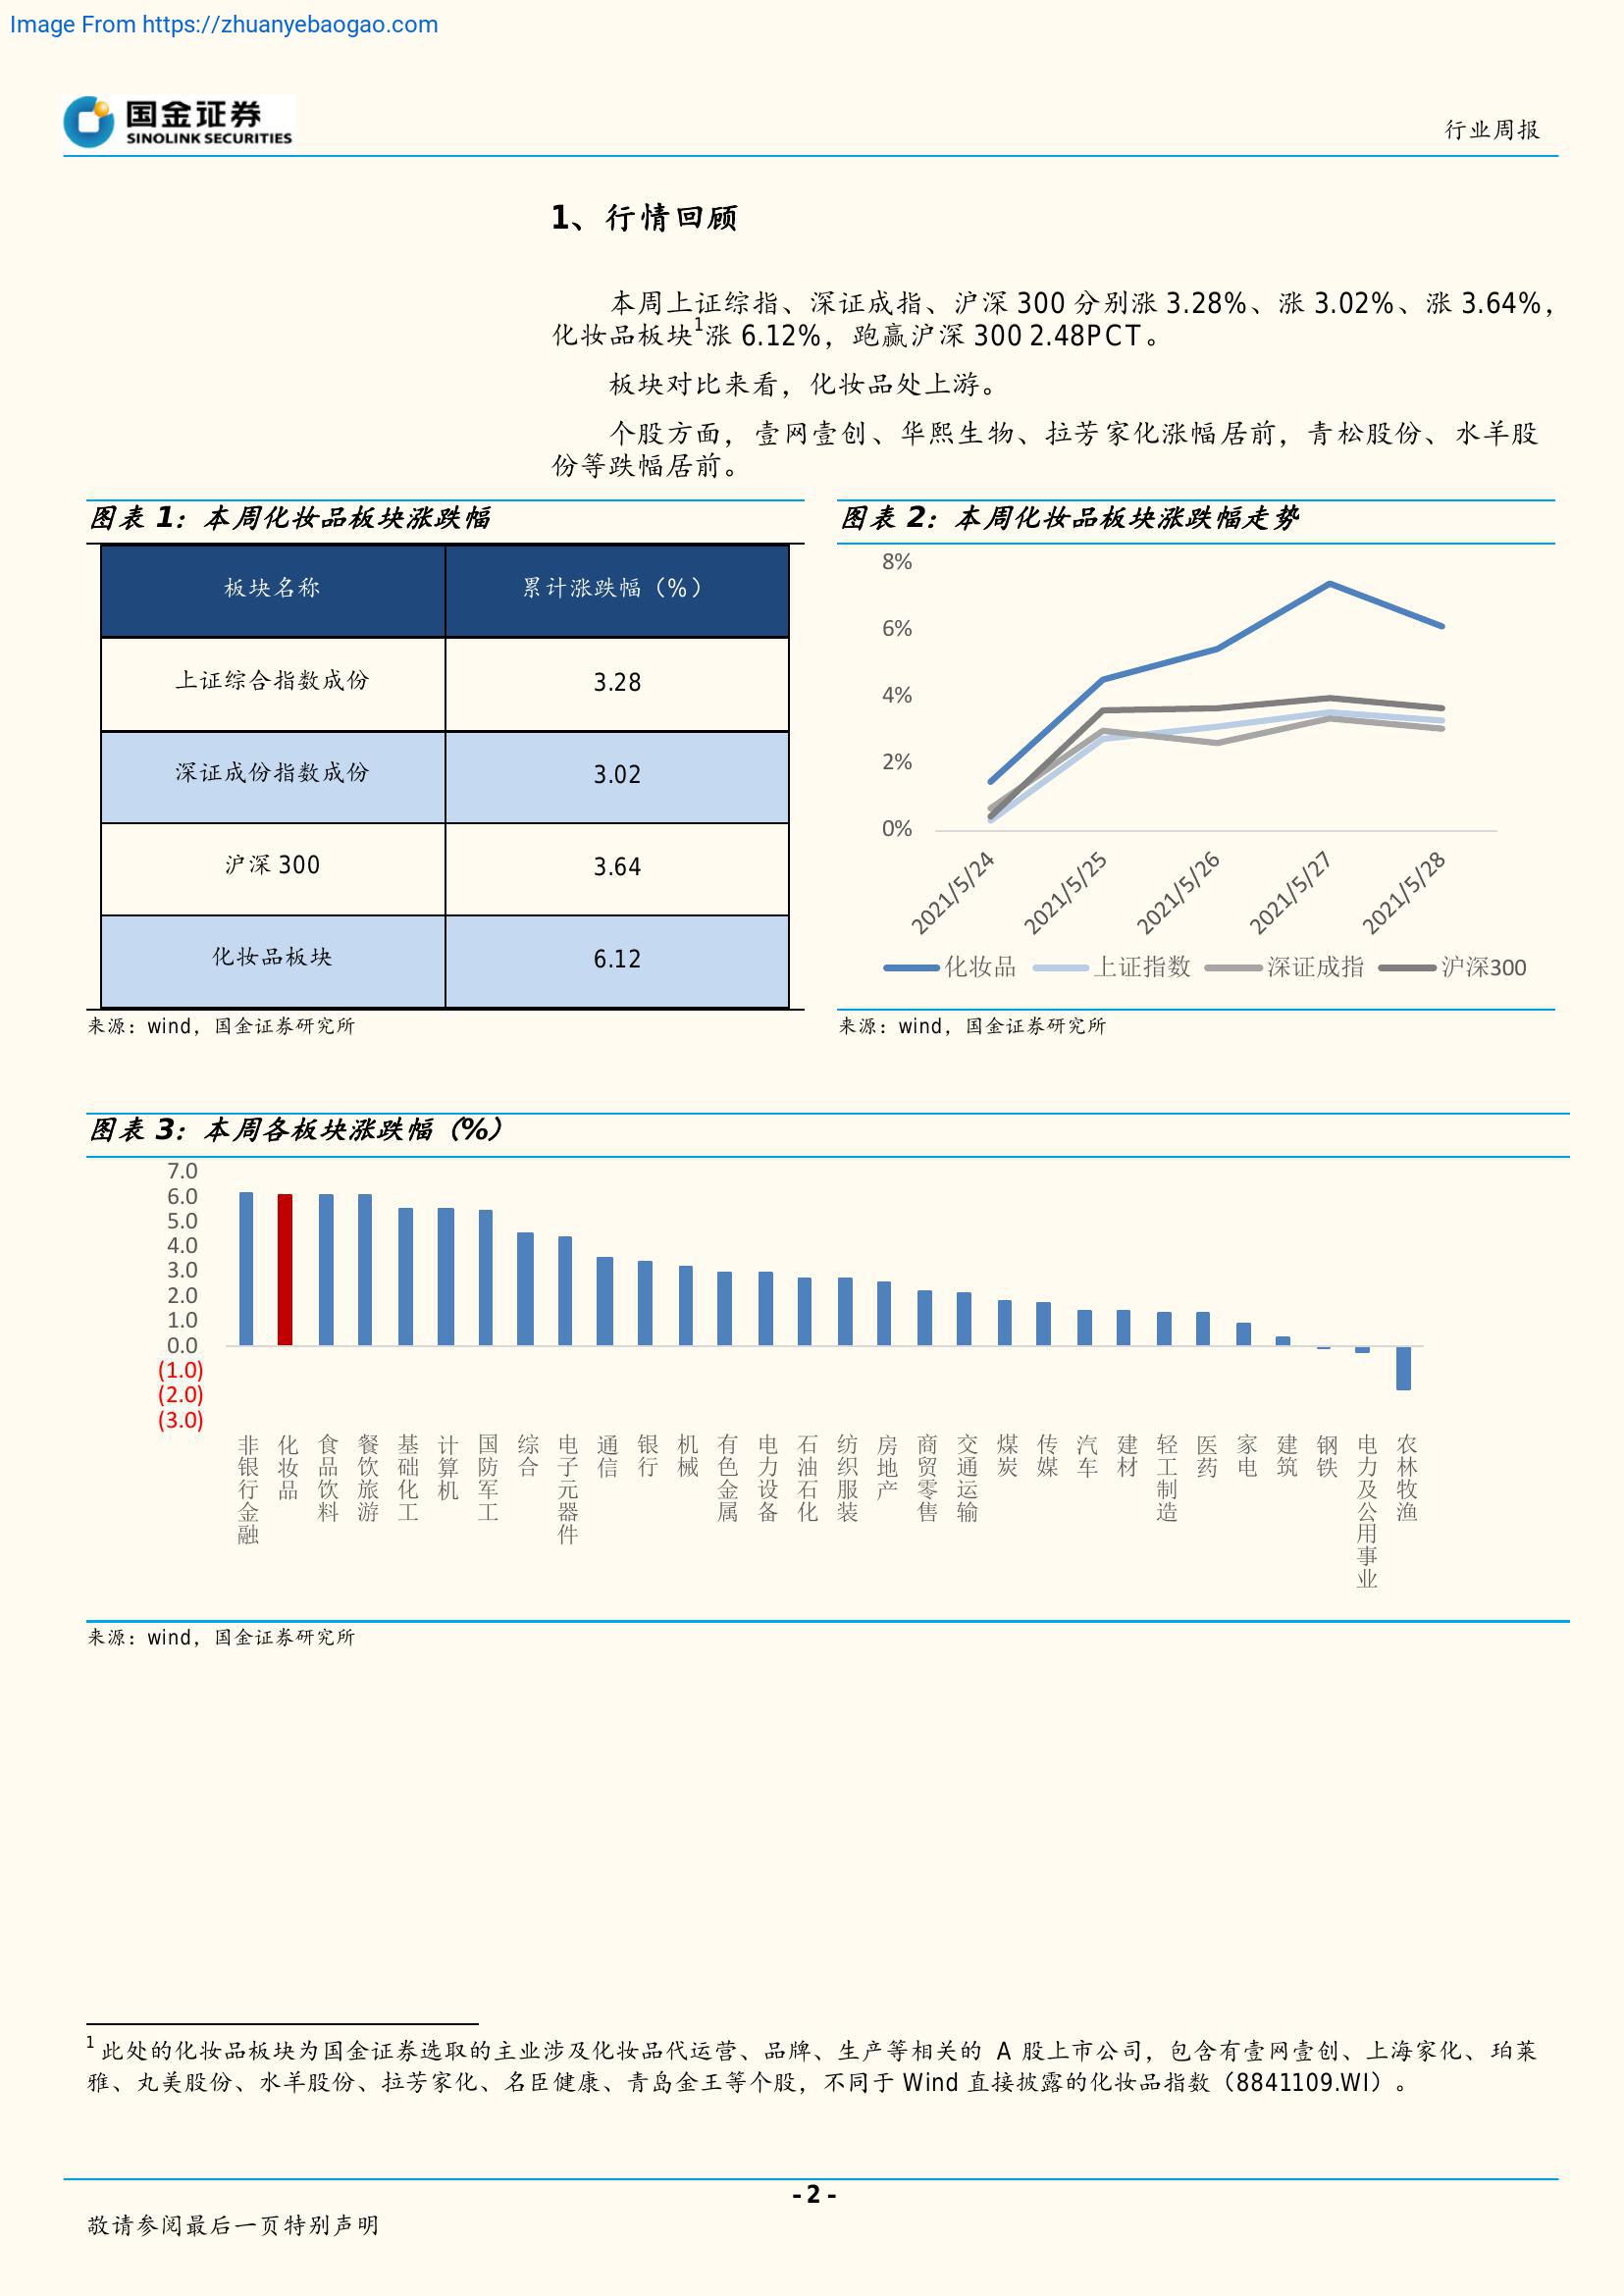 Image From https://zhuanyebaogao.com
国金证券
SINOLINK SECURITIES
行业周报
1、行情回顾
本周上证综指、深证成指、沪深 300 分别涨 3.28%、涨 3.02%、涨 3.64%，
化妆品板块1涨 6.12%，跑赢沪深 300 2.48PCT。
板块对比来看，化妆品处上游。
个股方面，壹网壹创、华熙生物、拉芳家化涨幅居前，青松股份、水羊股
份等跌幅居前。
图表 1：本周化妆品板块涨跌幅
板块名称 累计涨跌幅（%）
上证综合指数成份 3.28
深证成份指数成份 3.02
沪深 300 3.64
化妆品板块 6.12
来源：wind，国金证券研究所
图表 2：本周化妆品板块涨跌幅走势
8%
6%
4%
2%
0%
2021/5/24 2021/5/25 2021/5/26 2021/5/27 2021/5/28
化妆品 上证指数 深证成指 沪深300
来源：wind，国金证券研究所
图表 3：本周各板块涨跌幅（%）
7.0
6.0
5.0
4.0
3.0
2.0
1.0
0.0
(1.0)
(2.0)
(3.0)
非银行金融 化妆品 食品饮料 餐饮旅游 基础化工 计算机 国防军工 综合 电子元器件 通信 银行 机械 有色金属 电力设备 石油石化 纺织服装 房地产 商贸零售 交通运输 煤炭 传媒 汽车 建材 轻工制造 医药 家电 建筑 钢铁 电力及公用事业 农林牧渔
来源：wind，国金证券研究所
1 此处的化妆品板块为国金证券选取的主业涉及化妆品代运营、品牌、生产等相关的 A 股上市公司，包含有壹网壹创、上海家化、珀莱
雅、丸美股份、水羊股份、拉芳家化、名臣健康、青岛金王等个股，不同于 Wind 直接披露的化妆品指数（8841109.WI）。
- 2 -
敬请参阅最后一页特别声明